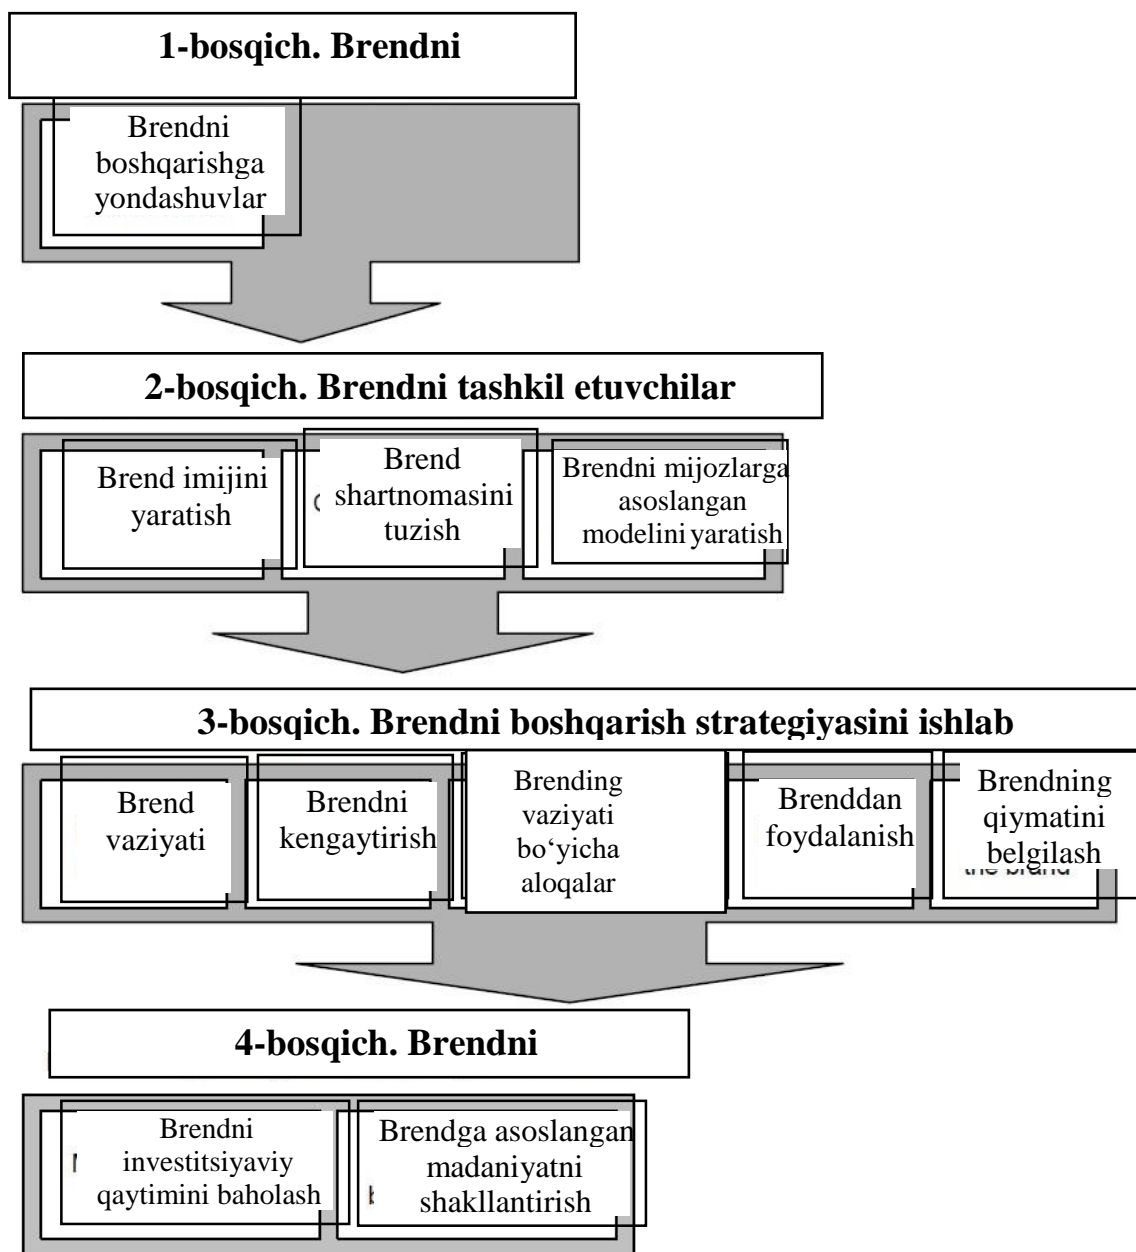 1-bosqich. Brendni
Brendni
boshqarishga
yondashuvlar
2-bosqich. Brendni tashkil etuvchilar
Brend imijini
yaratish
Brend
shartnomasini
tuzish
Brendni mijozlarga
asoslangan
modelini yaratish
3-bosqich. Brendni boshqarish strategiyasini ishlab
Brend
vaziyati
Brendni
kengaytirish
Brending
vaziyati
bo‘yicha
aloqalar
Brenddan
foydalanish
Brendning
qiymatini
belgilash
the brand
4-bosqich. Brendni
Brendni
investitsiyaviy
qaytimini baholash
Brendga asoslangan
madaniyatni
shakllantirish